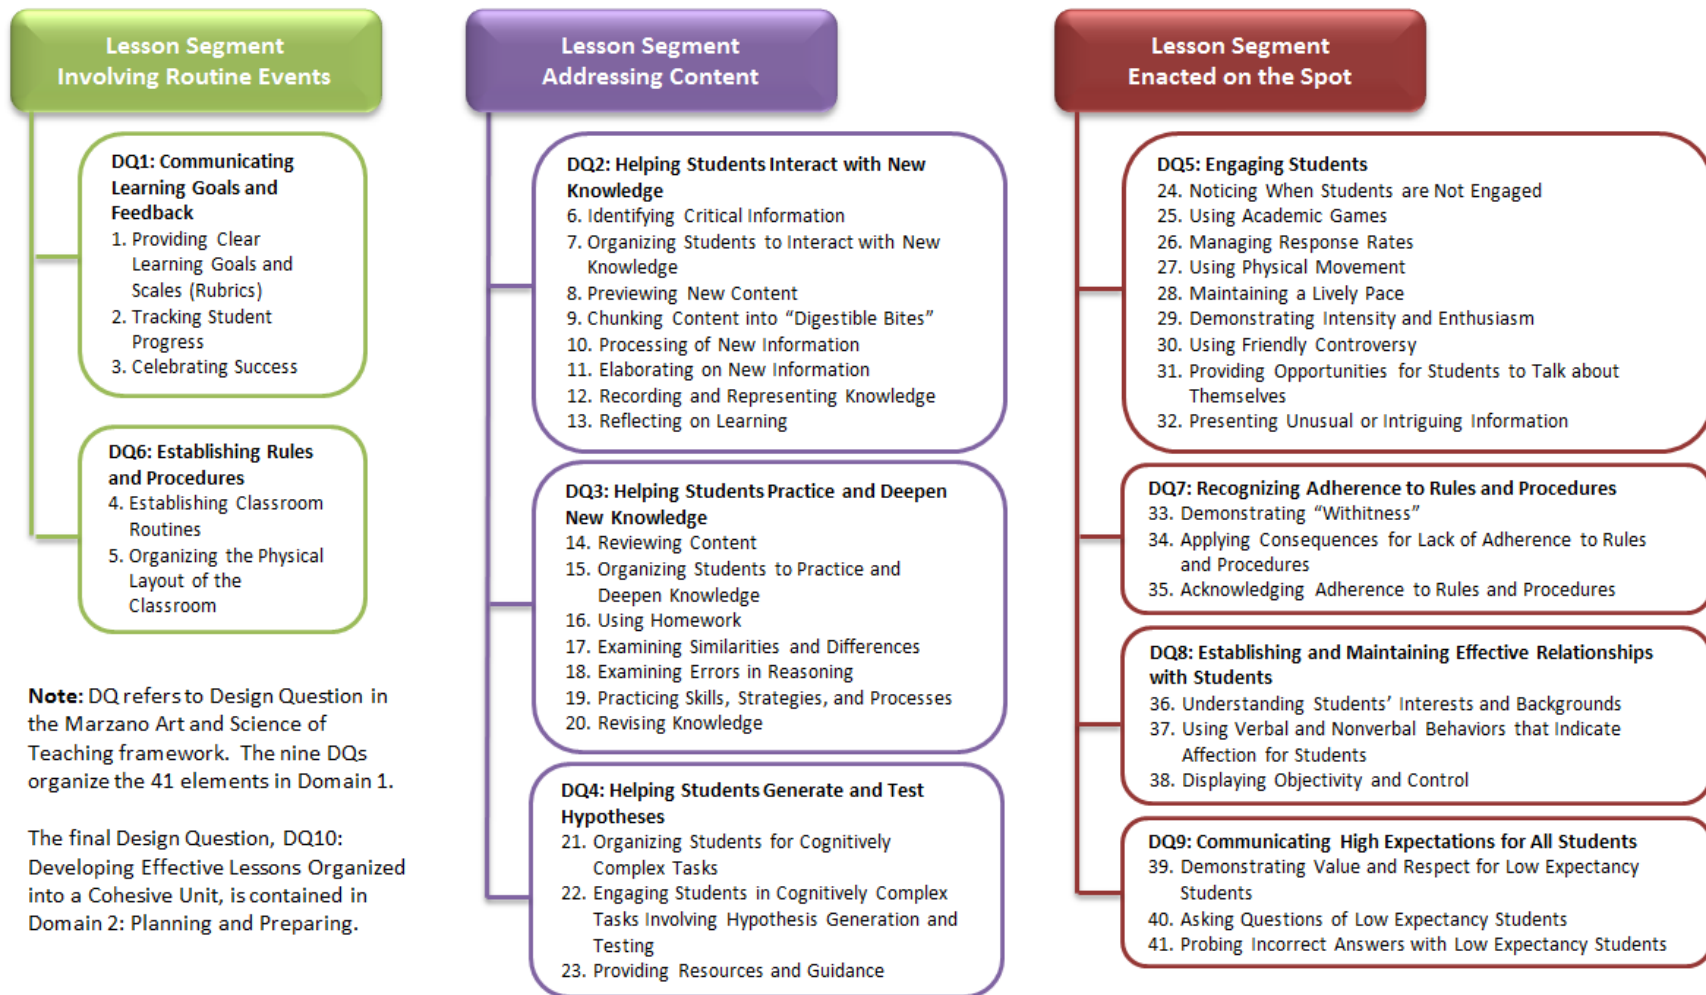 Lesson Segment
Involving Routine Events
DQ1: Communicating
Learning Goals and
Feedback
1. Providing Clear
Learning Goals and
Scales (Rubrics)
2. Tracking Student
Progress
3. Celebrating Success
DQ6: Establishing Rules
and Procedures
4. Establishing Classroom
Routines
5. Organizing the Physical
Layout of the
Classroom
Note: DQ refers to Design Question in
the Marzano Art and Science of
Teaching framework. The nine DQs
organize the 41 elements in Domain 1.
The final Design Question, DQ10:
Developing Effective Lessons Organized
into a Cohesive Unit, is contained in
Domain 2: Planning and Preparing.
Lesson Segment
Addressing Content
DQ2: Helping Students Interact with New
Knowledge
6. Identifying Critical Information
7. Organizing Students to Interact with New
Knowledge
8. Previewing New Content
9. Chunking Content into “Digestible Bites”
10. Processing of New Information
11. Elaborating on New Information
12. Recording and Representing Knowledge
13. Reflecting on Learning
DQ3: Helping Students Practice and Deepen
New Knowledge
14. Reviewing Content
15. Organizing Students to Practice and
Deepen Knowledge
16. Using Homework
17. Examining Similarities and Differences
18. Examining Errors in Reasoning
19. Practicing Skills, Strategies, and Processes
20. Revising Knowledge
DQ4: Helping Students Generate and Test
Hypotheses
21. Organizing Students for Cognitively
Complex Tasks
22. Engaging Students in Cognitively Complex
Tasks Involving Hypothesis Generation and
Testing
23. Providing Resources and Guidance
Lesson Segment
Enacted on the Spot
DQ5: Engaging Students
24. Noticing When Students are Not Engaged
25. Using Academic Games
26. Managing Response Rates
27. Using Physical Movement
28. Maintaining a Lively Pace
29. Demonstrating Intensity and Enthusiasm
30. Using Friendly Controversy
31. Providing Opportunities for Students to Talk about
Themselves
32. Presenting Unusual or Intriguing Information
DQ7: Recognizing Adherence to Rules and Procedures
33. Demonstrating “Withitness”
34. Applying Consequences for Lack of Adherence to Rules
and Procedures
35. Acknowledging Adherence to Rules and Procedures
DQ8: Establishing and Maintaining Effective Relationships
with Students
36. Understanding Students’ Interests and Backgrounds
37. Using Verbal and Nonverbal Behaviors that Indicate
Affection for Students
38. Displaying Objectivity and Control
DQ9: Communicating High Expectations for All Students
39. Demonstrating Value and Respect for Low Expectancy
Students
40. Asking Questions of Low Expectancy Students
41. Probing Incorrect Answers with Low Expectancy Students